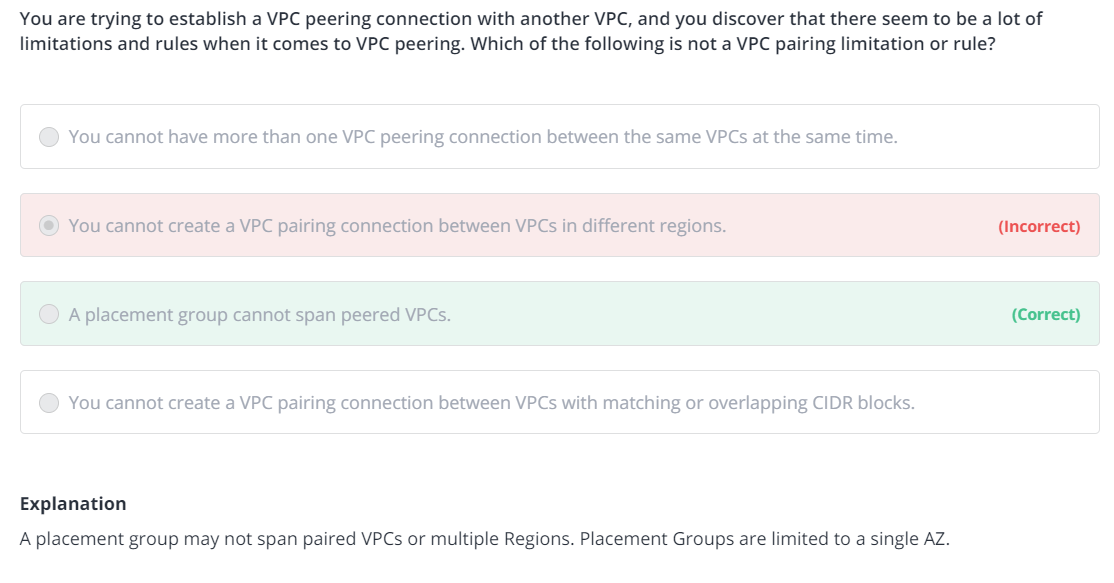 You are trying to establish a VPC peering connection with another VPC, and you discover that there seem to be a lot of
limitations and rules when it comes to VPC peering. Which of the following is not a VPC pairing limitation or rule?
You cannot have more than one VPC peering connection between the same VPCs at the same time.
You cannot create a VPC pairing connection between VPCs in different regions. (Incorrect)
A placement group cannot span peered VPCs. (Correct)
You cannot create a VPC pairing connection between VPCs with matching or overlapping CIDR blocks.
Explanation
A placement group may not span paired VPCs or multiple Regions. Placement Groups are limited to a single AZ.